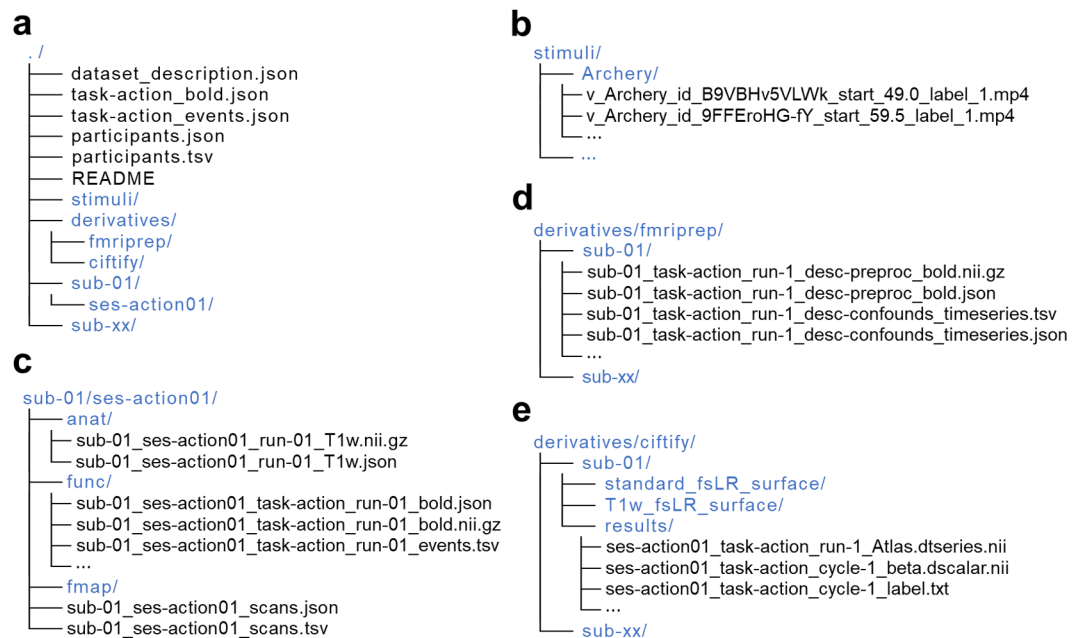 a
. /
dataset_description.json
task-action_bold.json
task-action_events.json
participants.json
participants.tsv
README
stimuli/
derivatives/
fmriprep/
ciftify/
sub-01/
ses-action01/
sub-xx/
b
stimuli/
Archery/
v_Archery_id_B9VBHv5VLWk_start_49.0_label_1.mp4
v_Archery_id_9FFEroHG-fY_start_59.5_label_1.mp4
...
...
c
sub-01/ses-action01/
anat/
sub-01_ses-action01_run-01_T1w.nii.gz
sub-01_ses-action01_run-01_T1w.json
func/
sub-01_ses-action01_task-action_run-01_bold.json
sub-01_ses-action01_task-action_run-01_bold.nii.gz
sub-01_ses-action01_task-action_run-01_events.tsv
...
fmap/
sub-01_ses-action01_scans.json
sub-01_ses-action01_scans.tsv
d
derivatives/fmriprep/
sub-01/
sub-01_task-action_run-1_desc-preproc_bold.nii.gz
sub-01_task-action_run-1_desc-preproc_bold.json
sub-01_task-action_run-1_desc-confounds_timeseries.tsv
sub-01_task-action_run-1_desc-confounds_timeseries.json
...
sub-xx/
e
derivatives/ciftify/
sub-01/
standard_fsLR_surface/
T1w_fsLR_surface/
results/
ses-action01_task-action_run-1_Atlas.dtseries.nii
ses-action01_task-action_cycle-1_beta.dscalar.nii
ses-action01_task-action_cycle-1_label.txt
...
sub-xx/